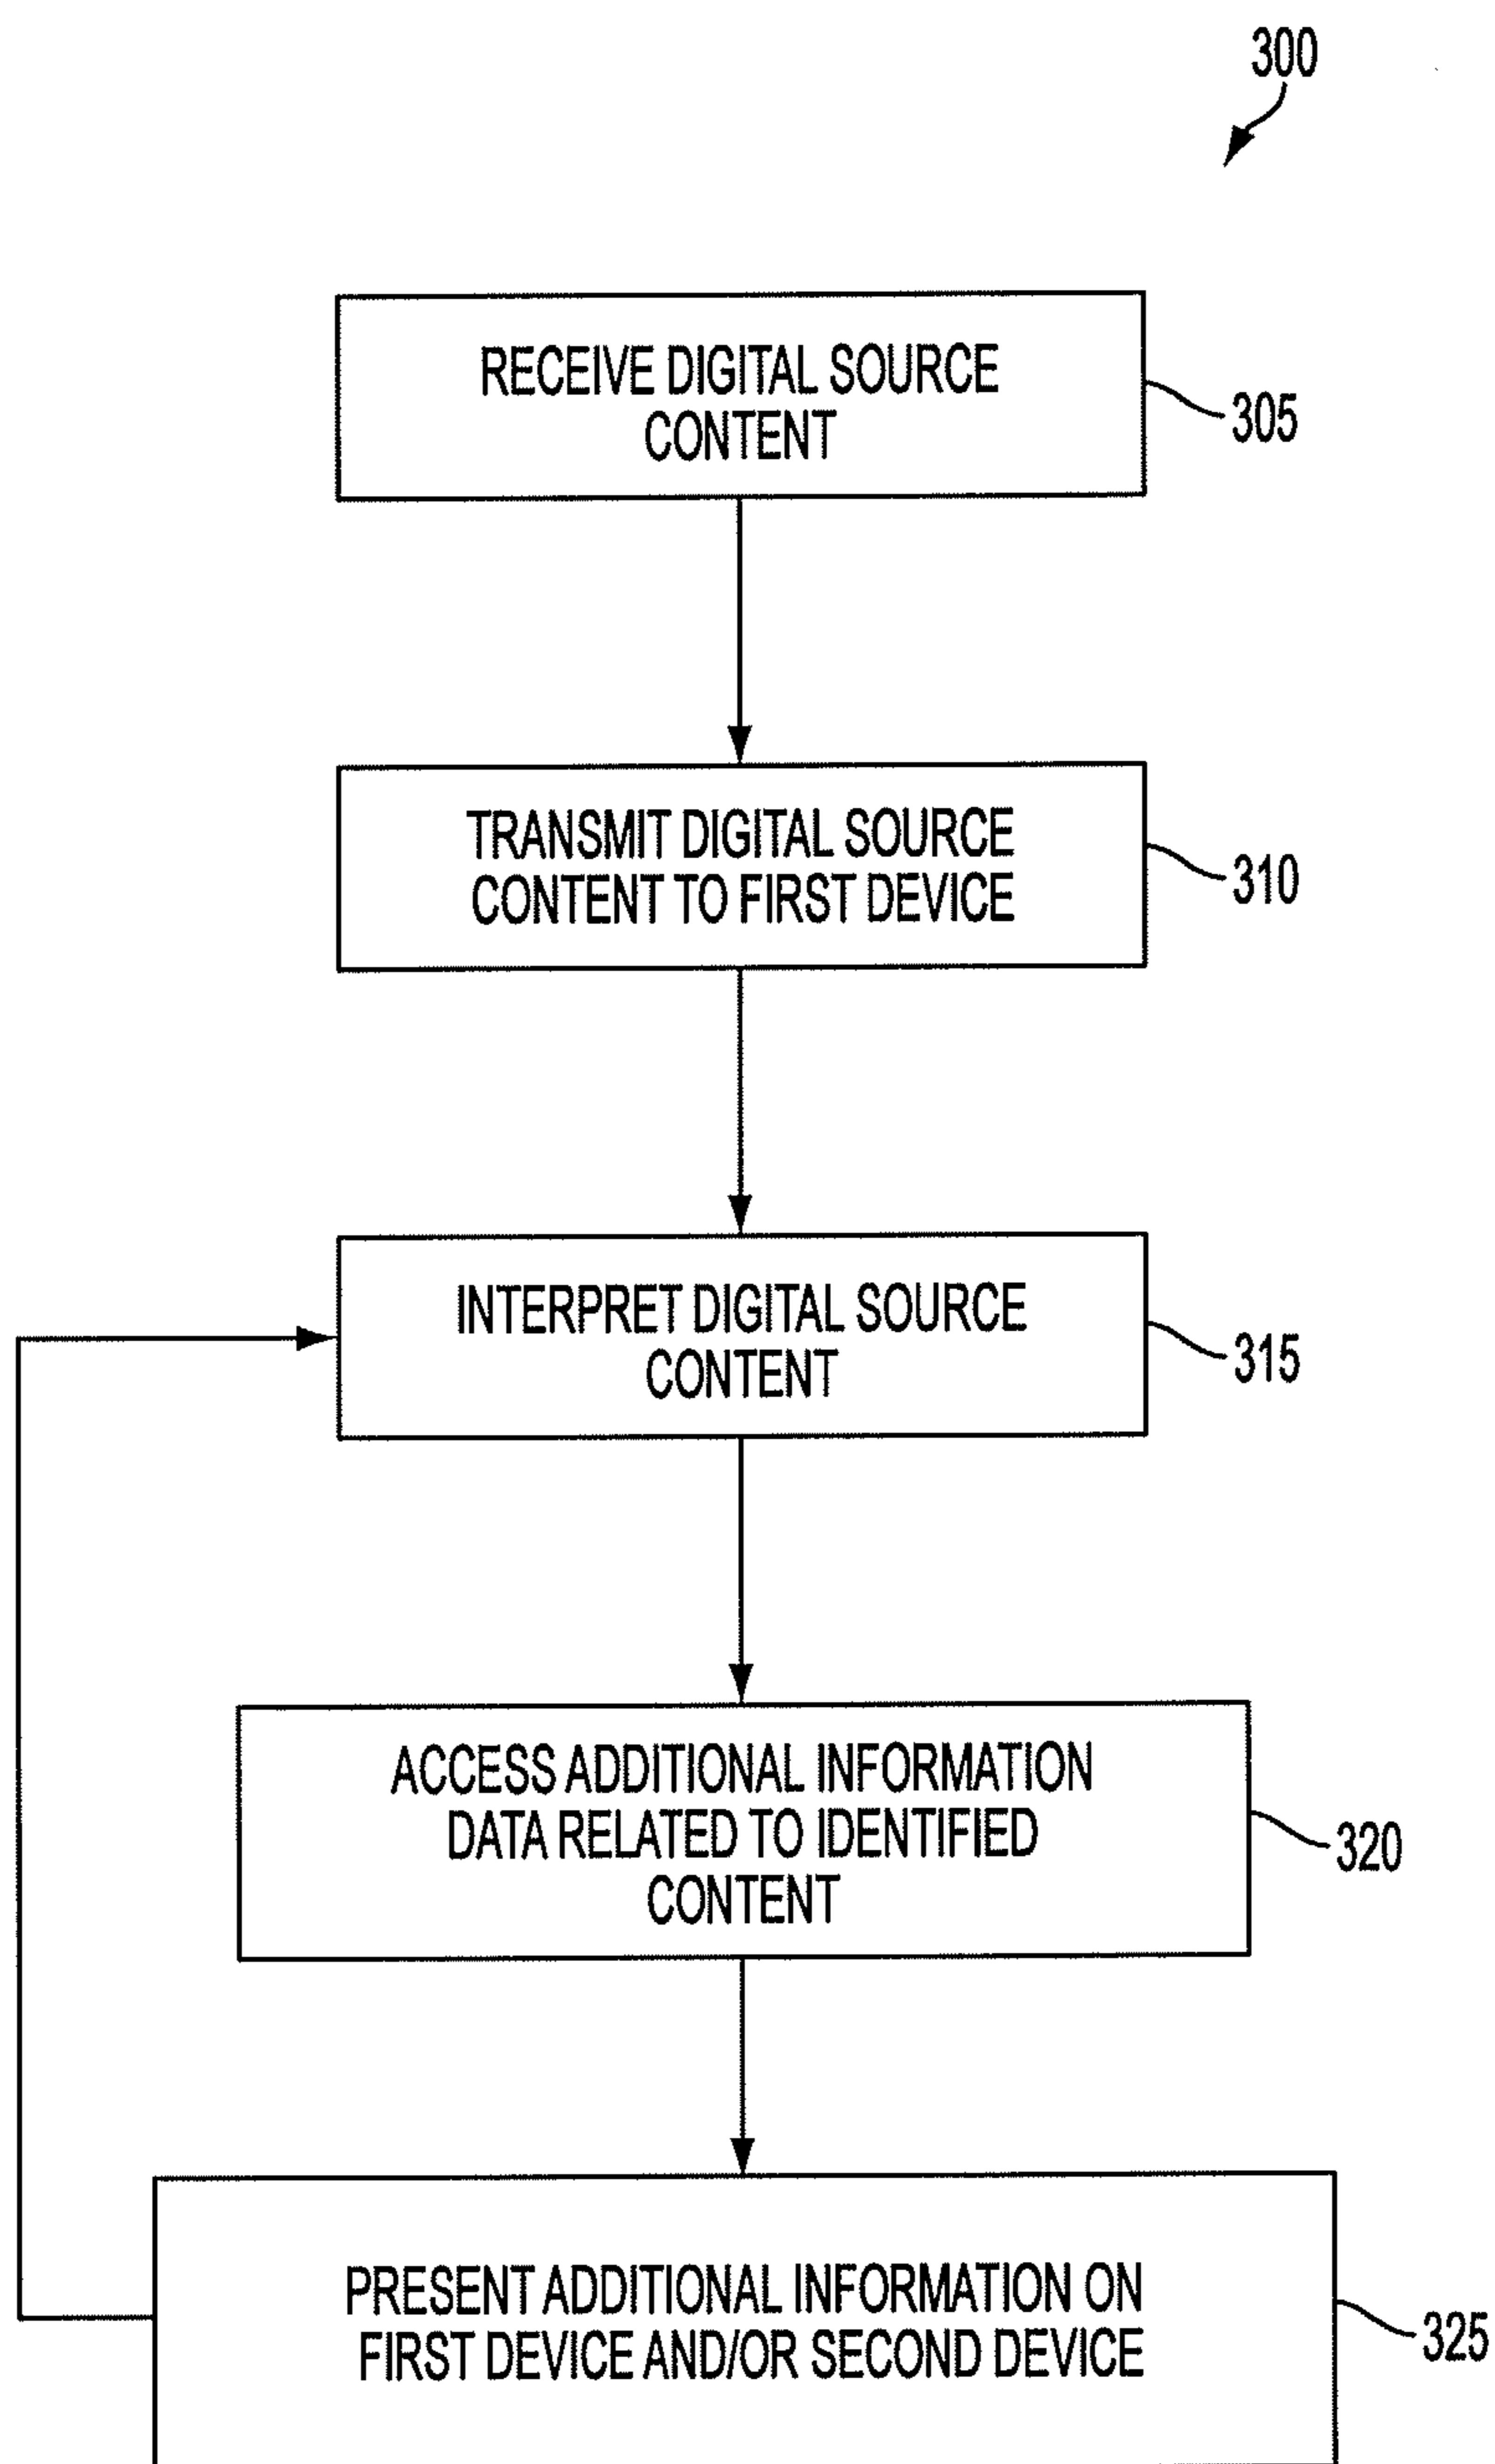 300
RECEIVE DIGITAL SOURCE
CONTENT
305
TRANSMIT DIGITAL SOURCE
CONTENT TO FIRST DEVICE
310
INTERPRET DIGITAL SOURCE
CONTENT
315
ACCESS ADDITIONAL INFORMATION
DATA RELATED TO IDENTIFIED
CONTENT
320
PRESENT ADDITIONAL INFORMATION ON
FIRST DEVICE AND/OR SECOND DEVICE
325